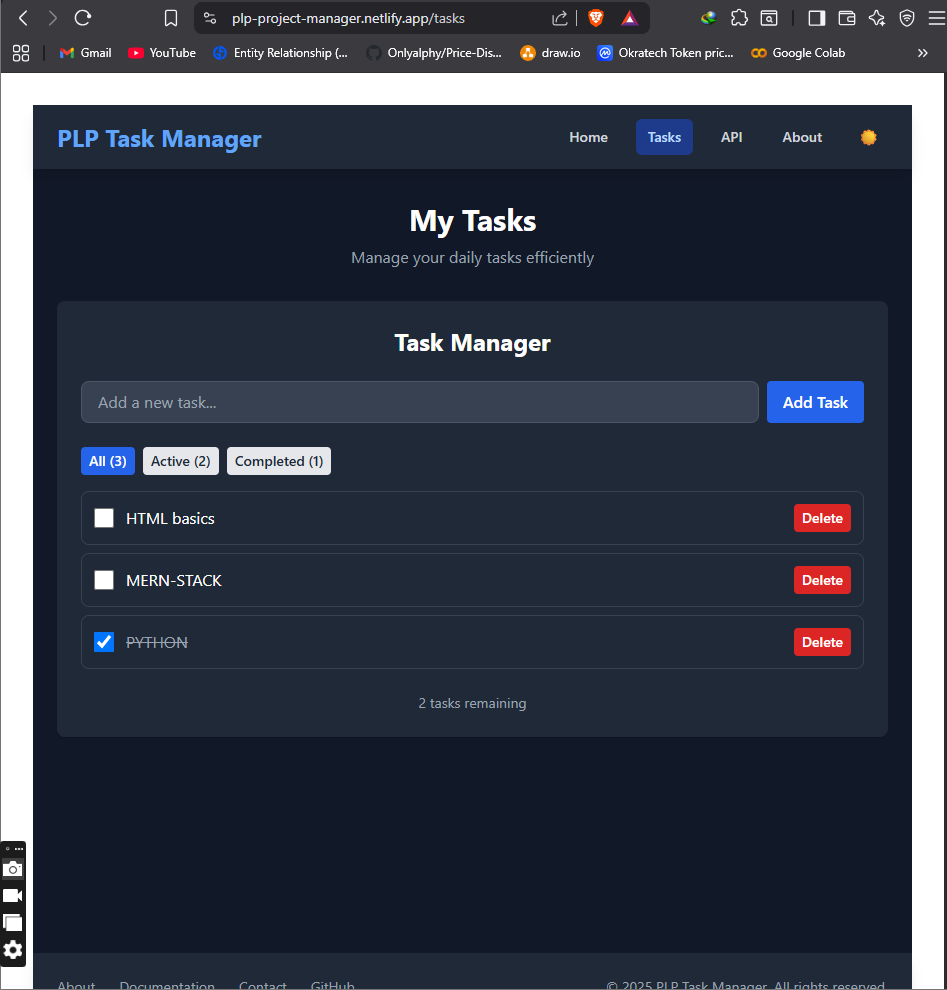 plp-project-manager.netlify.app/tasks
Gmail YouTube Entity Relationship (... Onlyalphy/Price-Dis... draw.io Okratech Token pric... Google Colab »
PLP Task Manager Home Tasks API About
My Tasks
Manage your daily tasks efficiently
Task Manager
Add a new task... Add Task
All (3) Active (2) Completed (1)
HTML basics Delete
MERN-STACK Delete
PYTHON Delete
2 tasks remaining
About Documentation Contact GitHub © 2025 PLP Task Manager. All rights reserved.